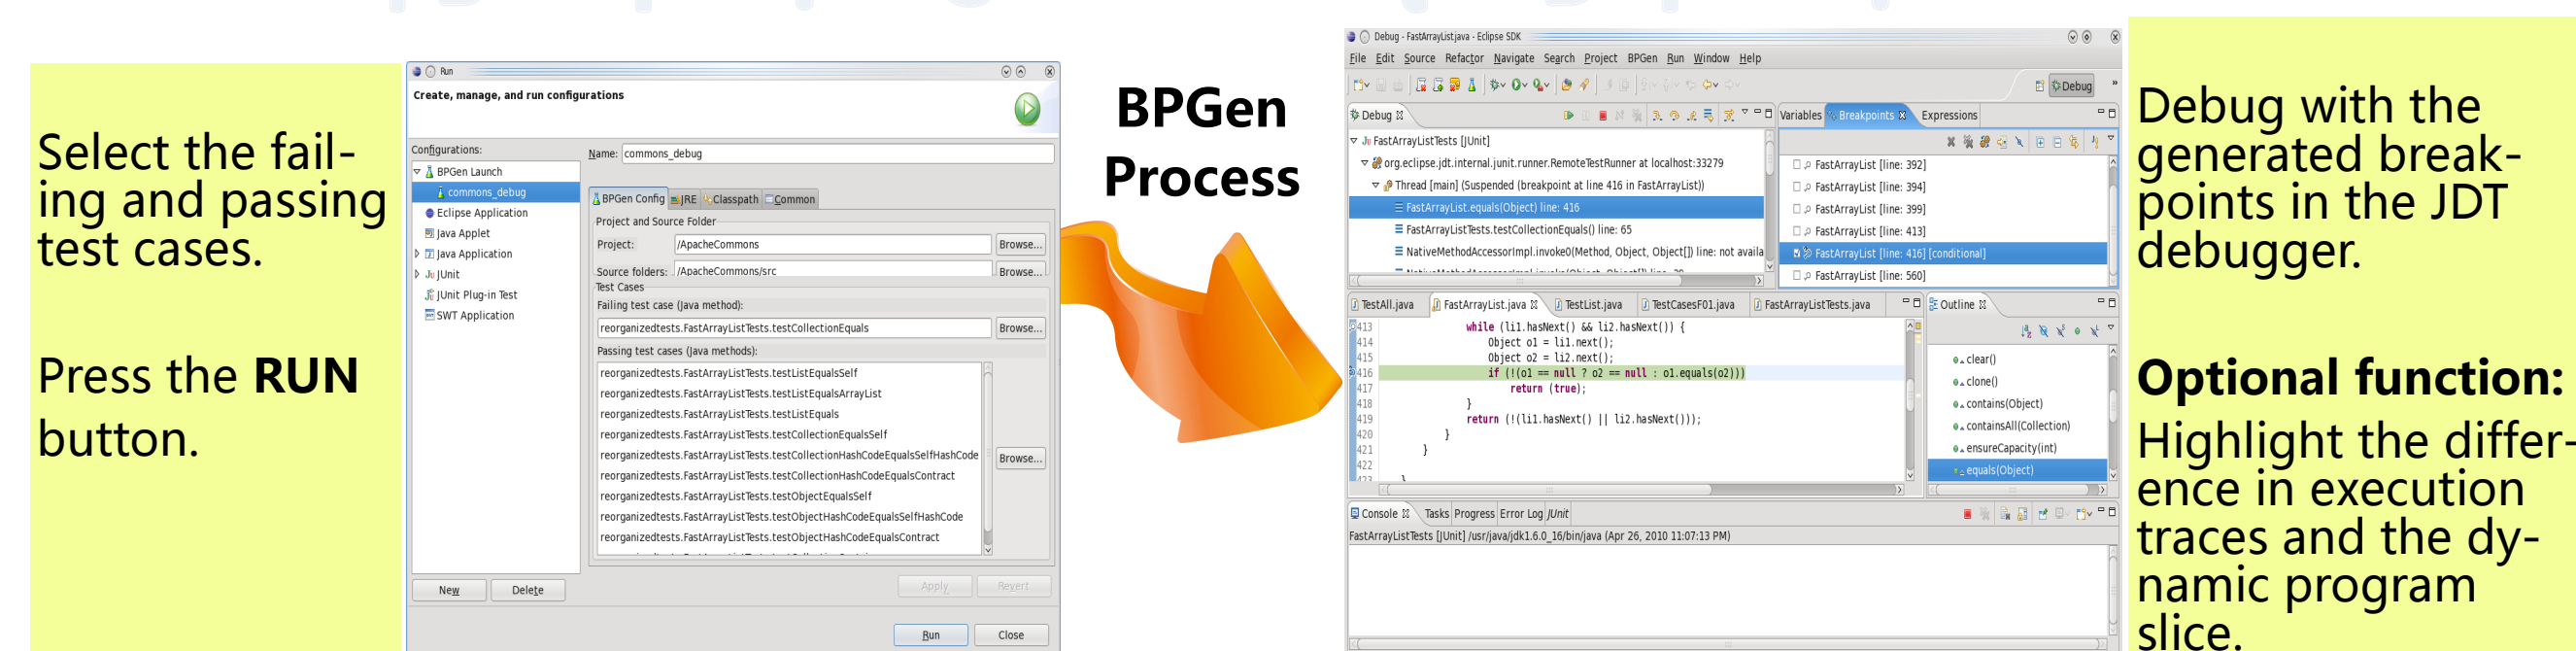 Select the fail-
ing and passing
test cases.
Press the RUN
button.
Run
Create, manage, and run configurations
Configurations:
BPGen Launch
commons_debug
Eclipse Application
Java Applet
Java Application
JUnit
JUnit Plug-in Test
SWT Application
New Delete
Name: commons_debug
BPGen Config JRE Classpath Common
Project and Source Folder
Project: /ApacheCommons Browse...
Source folders: /ApacheCommons/src Browse...
Test Cases
Failing test case (Java method):
reorganizedtests.FastArrayListTests.testCollectionEquals Browse...
Passing test cases (Java methods):
reorganizedtests.FastArrayListTests.testListEqualsSelf
reorganizedtests.FastArrayListTests.testListEqualsArrayList
reorganizedtests.FastArrayListTests.testListEquals
reorganizedtests.FastArrayListTests.testCollectionEqualsSelf
reorganizedtests.FastArrayListTests.testCollectionHashCodeEqualsSelfHashCode Browse...
reorganizedtests.FastArrayListTests.testCollectionHashCodeEqualsContract
reorganizedtests.FastArrayListTests.testObjectEqualsSelf
reorganizedtests.FastArrayListTests.testObjectHashCodeEqualsSelfHashCode
reorganizedtests.FastArrayListTests.testObjectHashCodeEqualsContract
Apply Revert
Run Close
BPGen
Process
Debug - FastArrayList.java - Eclipse SDK
File Edit Source Refactor Navigate Search Project BPGen Run Window Help
Debug
Debug
FastArrayListTests [JUnit]
org.eclipse.jdt.internal.junit.runner.RemoteTestRunner at localhost:33279
Thread [main] (Suspended (breakpoint at line 416 in FastArrayList))
FastArrayList.equals(Object) line: 416
FastArrayListTests.testCollectionEquals() line: 65
NativeMethodAccessorImpl.invoke0(Method, Object, Object[]) line: not availa
Variables Breakpoints Expressions
FastArrayList [line: 392]
FastArrayList [line: 394]
FastArrayList [line: 399]
FastArrayList [line: 413]
FastArrayList [line: 416] [conditional]
FastArrayList [line: 560]
TestAll.java FastArrayList.java TestList.java TestCasesF01.java FastArrayListTests.java
413 while (li1.hasNext() && li2.hasNext()) {
414 Object o1 = li1.next();
415 Object o2 = li2.next();
416 if (!(o1 == null ? o2 == null : o1.equals(o2)))
417 return (true);
418 }
419 return (!(li1.hasNext() || li2.hasNext()));
420 }
421 }
422
423 }
Outline
clear()
clone()
contains(Object)
containsAll(Collection)
ensureCapacity(int)
equals(Object)
Console Tasks Progress Error Log JUnit
FastArrayListTests [JUnit] /usr/java/jdk1.6.0_16/bin/java (Apr 26, 2010 11:07:13 PM)
Debug with the
generated break-
points in the JDT
debugger.
Optional function:
Highlight the differ-
ence in execution
traces and the dy-
namic program
slice.